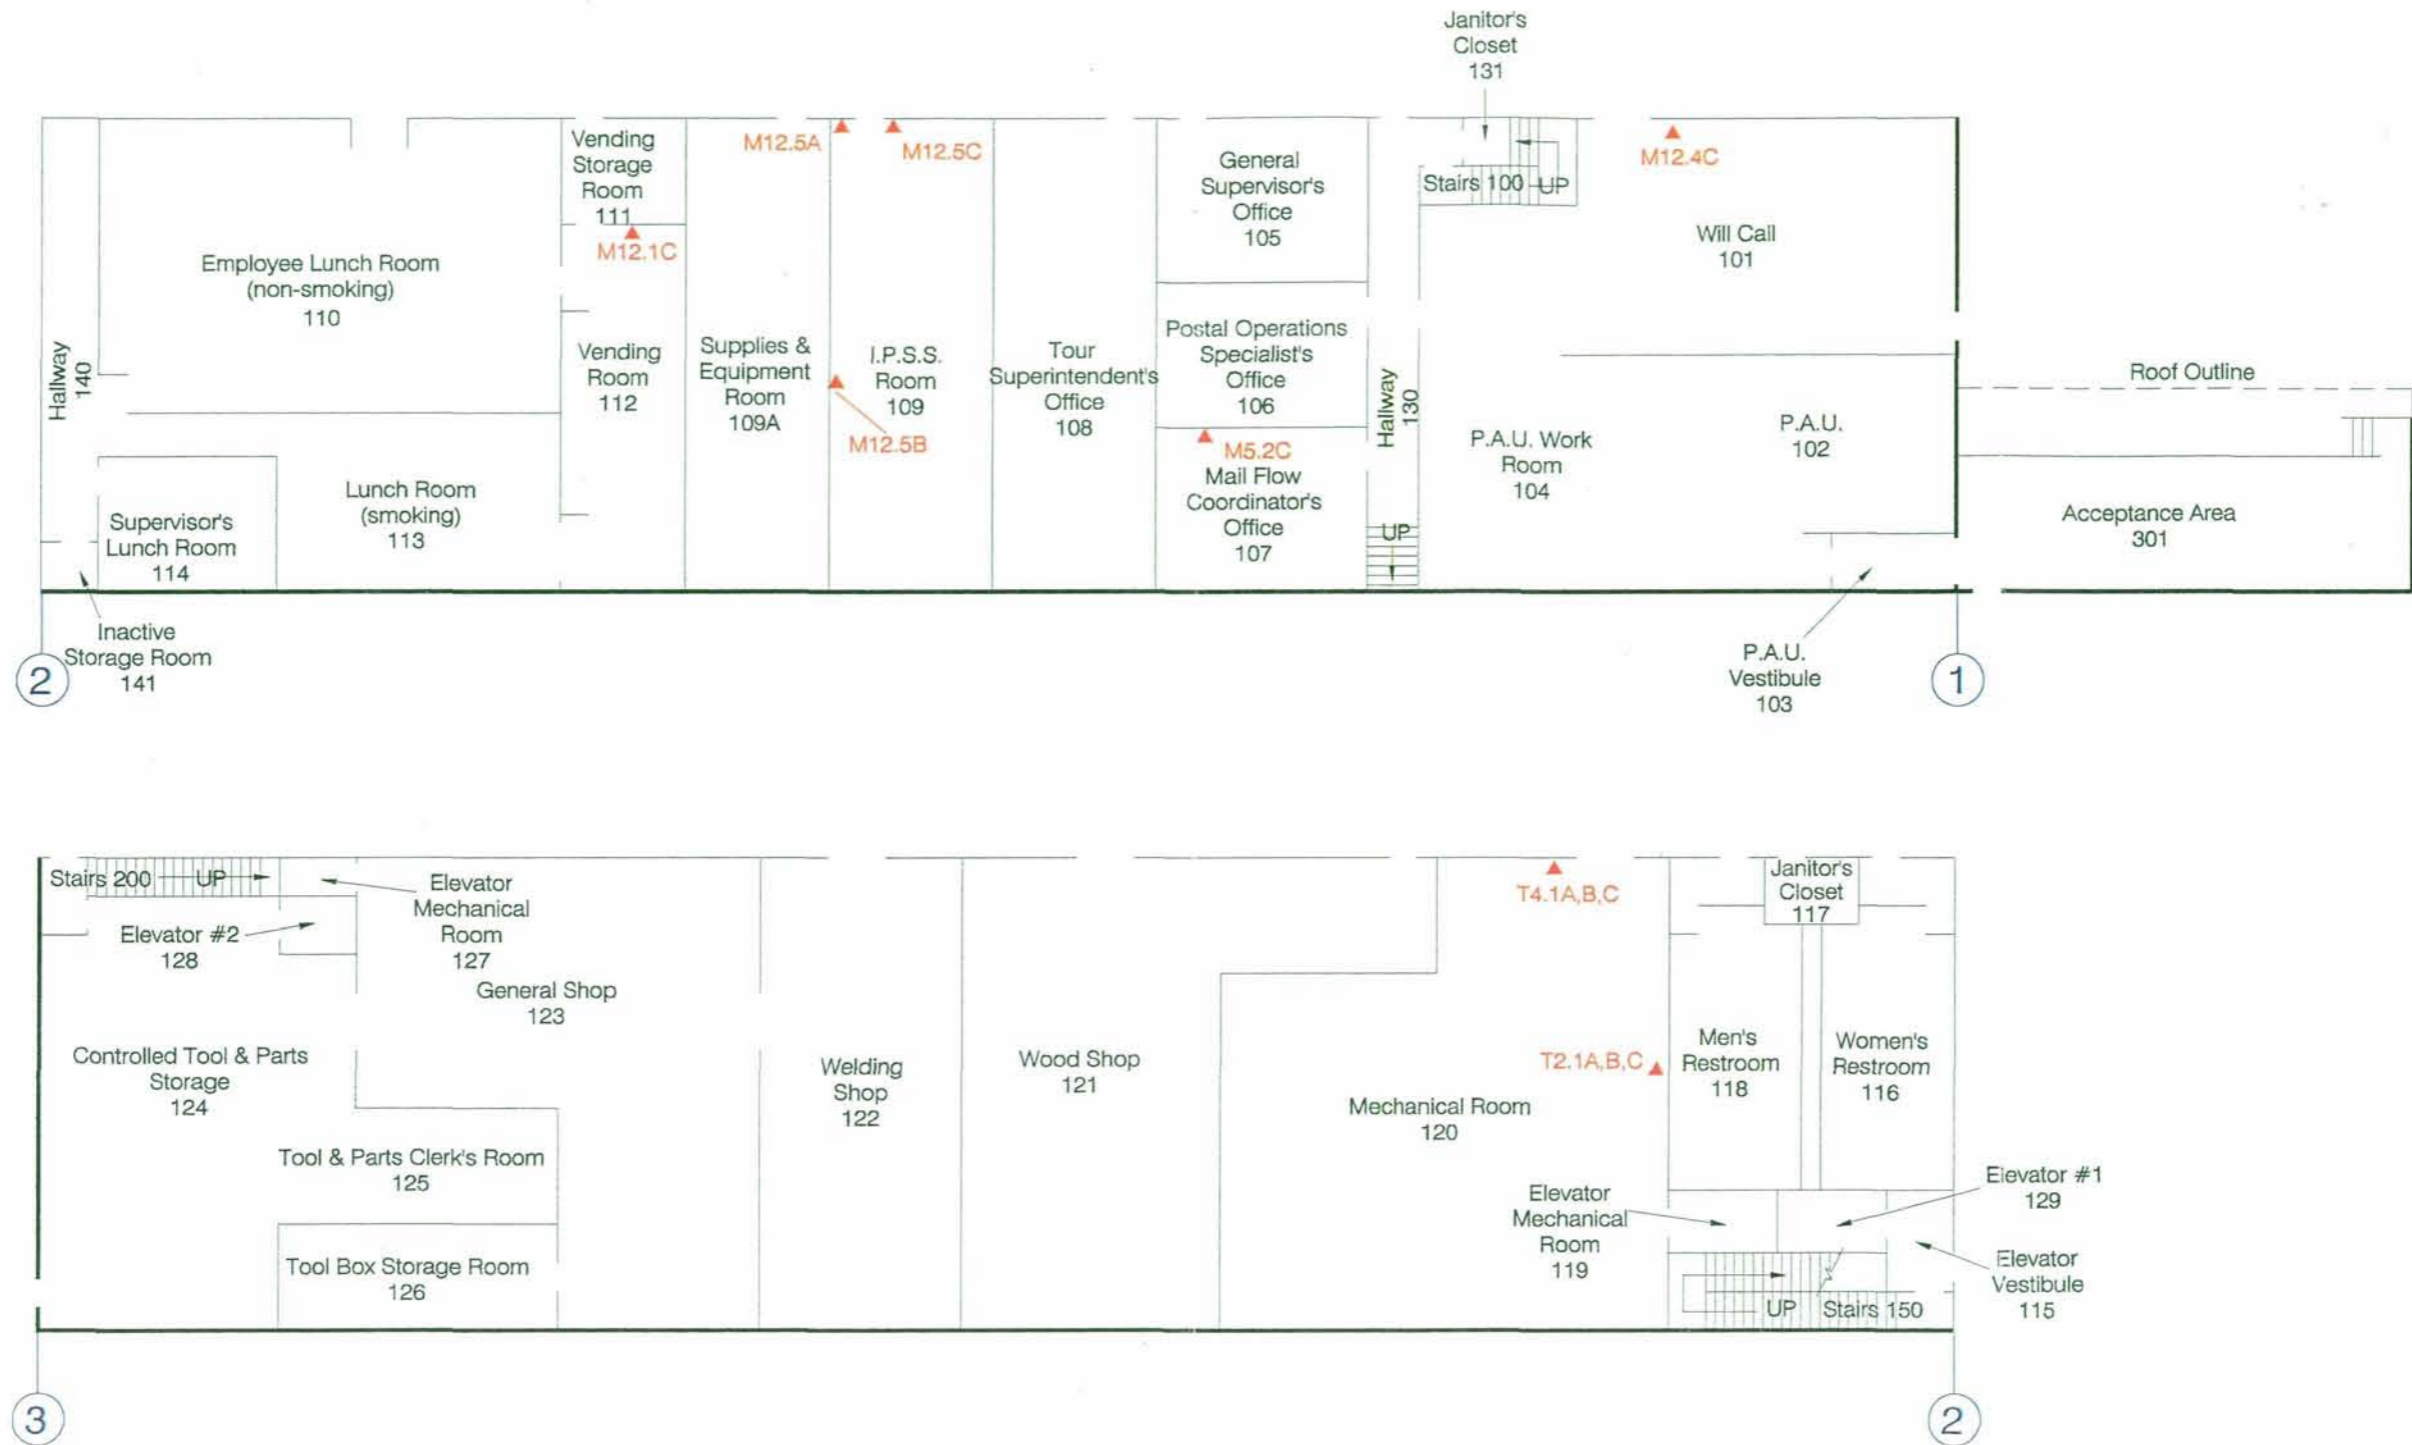 Janitor's
Closet
131
Vending
Storage
Room
111
M12.5A
M12.5C
M12.4C
General
Supervisor's
Office
105
Stairs 100
UP
M12.1C
Will Call
101
Employee Lunch Room
(non-smoking)
110
Hallway
140
Vending
Room
112
Supplies &
Equipment
Room
109A
I.P.S.S.
Room
109
M12.5B
Tour
Superintendent's
Office
108
Postal Operations
Specialist's
Office
106
Hallway
130
M5.2C
Mail Flow
Coordinator's
Office
107
UP
P.A.U. Work
Room
104
P.A.U.
102
Roof Outline
Acceptance Area
301
Supervisor's
Lunch Room
114
Lunch Room
(smoking)
113
Inactive
Storage Room
141
P.A.U.
Vestibule
103
2
1
Stairs 200
UP
Elevator
Mechanical
Room
127
Elevator #2
128
General Shop
123
Controlled Tool & Parts
Storage
124
Tool & Parts Clerk's Room
125
Tool Box Storage Room
126
Welding
Shop
122
Wood Shop
121
T4.1A,B,C
T2.1A,B,C
Mechanical Room
120
Janitor's
Closet
117
Men's
Restroom
118
Women's
Restroom
116
Elevator
Mechanical
Room
119
Elevator #1
129
Elevator
Vestibule
115
UP
Stairs 150
3
2